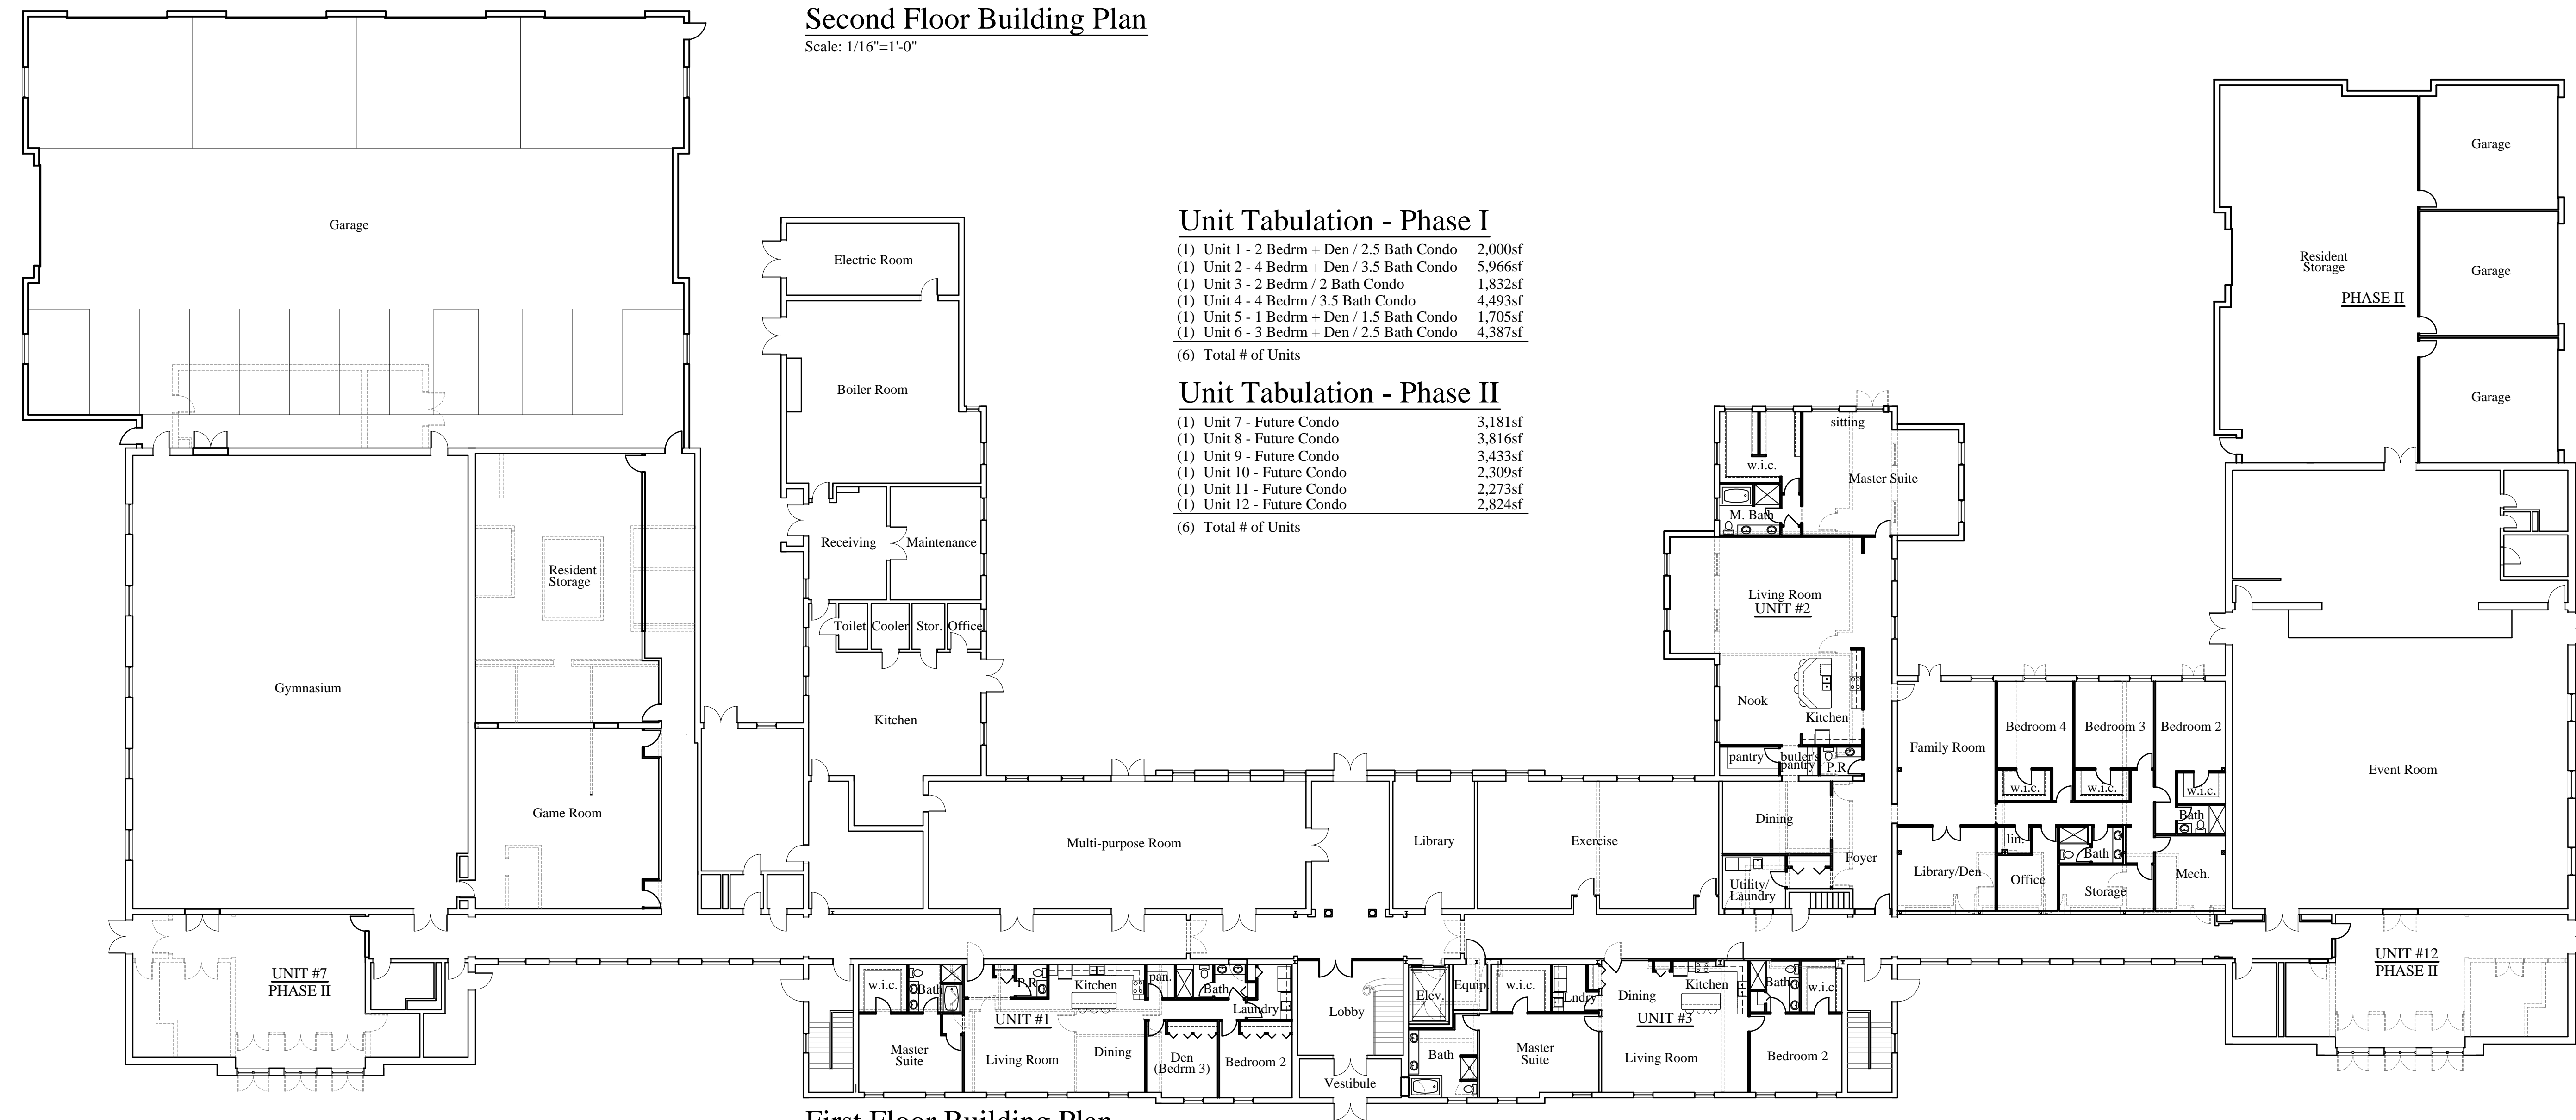 Second Floor Building Plan
Scale: 1/16"=1'-0"
Garage
Garage
Garage
Garage
Resident
Storage
PHASE II
Electric Room
Boiler Room
Receiving
Maintenance
Toilet
Cooler
Stor.
Office
Kitchen
Unit Tabulation - Phase I
(1) Unit 1 - 2 Bedrm + Den / 2.5 Bath Condo 2,000sf
(1) Unit 2 - 4 Bedrm + Den / 3.5 Bath Condo 5,966sf
(1) Unit 3 - 2 Bedrm / 2 Bath Condo 1,832sf
(1) Unit 4 - 4 Bedrm / 3.5 Bath Condo 4,493sf
(1) Unit 5 - 1 Bedrm + Den / 1.5 Bath Condo 1,705sf
(1) Unit 6 - 3 Bedrm + Den / 2.5 Bath Condo 4,387sf
(6) Total # of Units
Unit Tabulation - Phase II
(1) Unit 7 - Future Condo 3,181sf
(1) Unit 8 - Future Condo 3,816sf
(1) Unit 9 - Future Condo 3,433sf
(1) Unit 10 - Future Condo 2,309sf
(1) Unit 11 - Future Condo 2,273sf
(1) Unit 12 - Future Condo 2,824sf
(6) Total # of Units
sitting
w.i.c.
Master Suite
M. Bath
Living Room
UNIT #2
Nook
Kitchen
pantry
butler's
pantry
P.R.
Dining
Foyer
Utility/
Laundry
Family Room
Bedroom 4
Bedroom 3
Bedroom 2
w.i.c.
w.i.c.
w.i.c.
Bath
lin.
Bath
Library/Den
Office
Storage
Mech.
Event Room
Resident
Storage
Gymnasium
Game Room
Multi-purpose Room
Library
Exercise
UNIT #7
PHASE II
w.i.c.
Bath
P.R.
Kitchen
pan.
Bath
Laundry
UNIT #1
Master
Suite
Living Room
Dining
Den
(Bedrm 3)
Bedroom 2
Lobby
Vestibule
Elev.
Equip.
w.i.c.
Lndry
Dining
Kitchen
Bath
w.i.c.
UNIT #3
Bath
Master
Suite
Living Room
Bedroom 2
UNIT #12
PHASE II
First Floor Building Plan